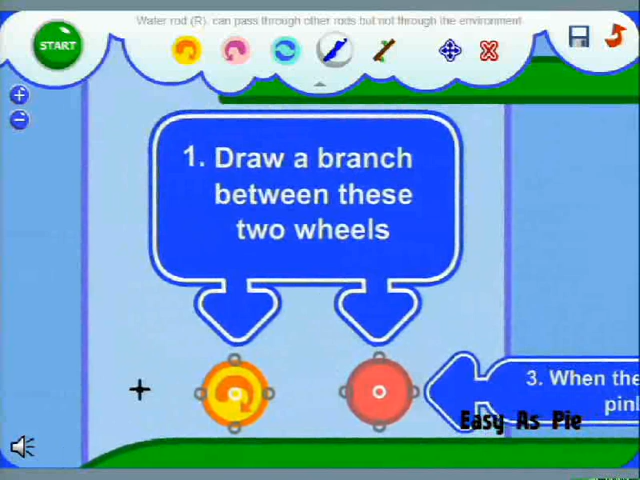 Water rod (R), can pass through other rods but not through the environment
START
1. Draw a branch
between these
two wheels
3. When the
pinl
Easy As Pie